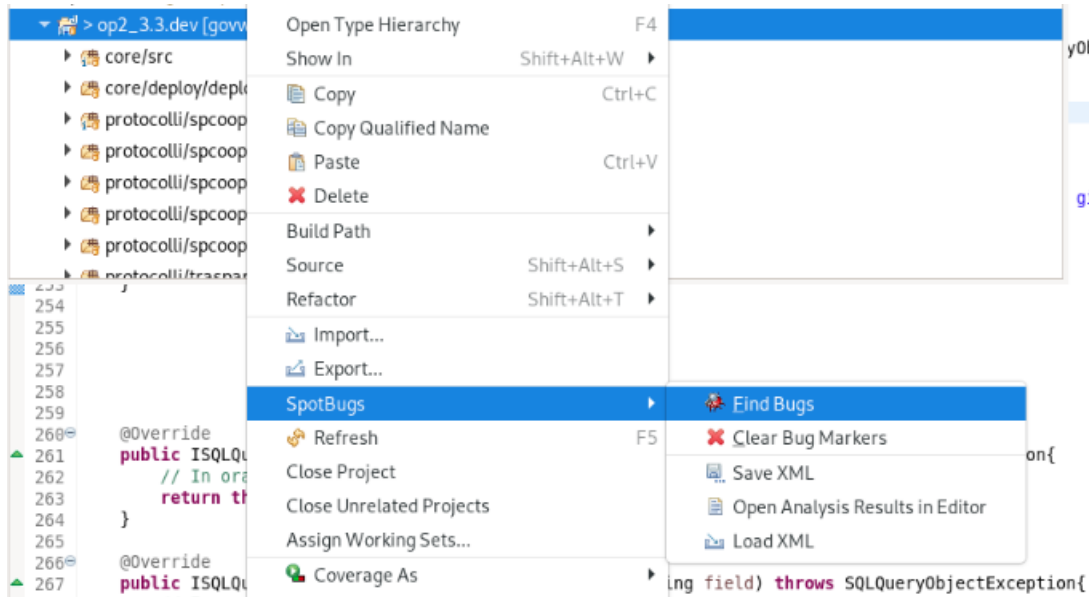 > op2_3.3.dev [govw
core/src
core/deploy/deplo
protocolli/spcoop
protocolli/spcoop
protocolli/spcoop
protocolli/spcoop
protocolli/spcoop
protocolli/traspar
Open Type Hierarchy F4
Show In Shift+Alt+W
Copy Ctrl+C
Copy Qualified Name
Paste Ctrl+V
Delete
Build Path
Source Shift+Alt+S
Refactor Shift+Alt+T
Import...
Export...
SpotBugs
Refresh F5
Close Project
Close Unrelated Projects
Assign Working Sets...
Coverage As
Find Bugs
Clear Bug Markers
Save XML
Open Analysis Results in Editor
Load XML
253 }
254
255
256
257
258
259
260 @Override
261 public ISQLQu on{
262 // In ora
263 return th
264 }
265
266 @Override
267 public ISQLQu ing field) throws SQLQueryObjectException{